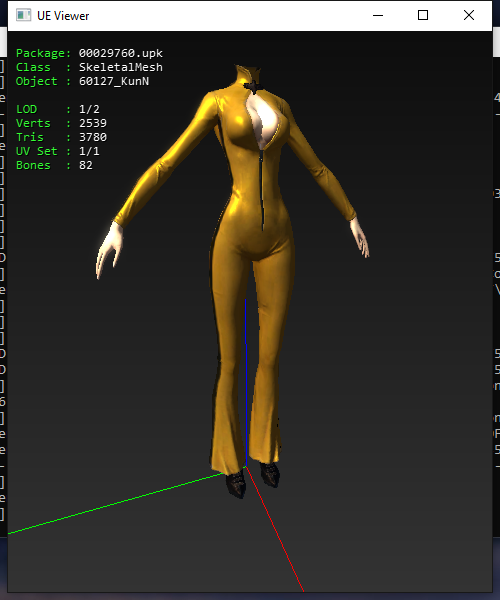 UE Viewer
Package: 00029760.upk
Class : SkeletalMesh
Object : 60127_KunN
LOD : 1/2
Verts : 2539
Tris : 3780
UV Set : 1/1
Bones : 82